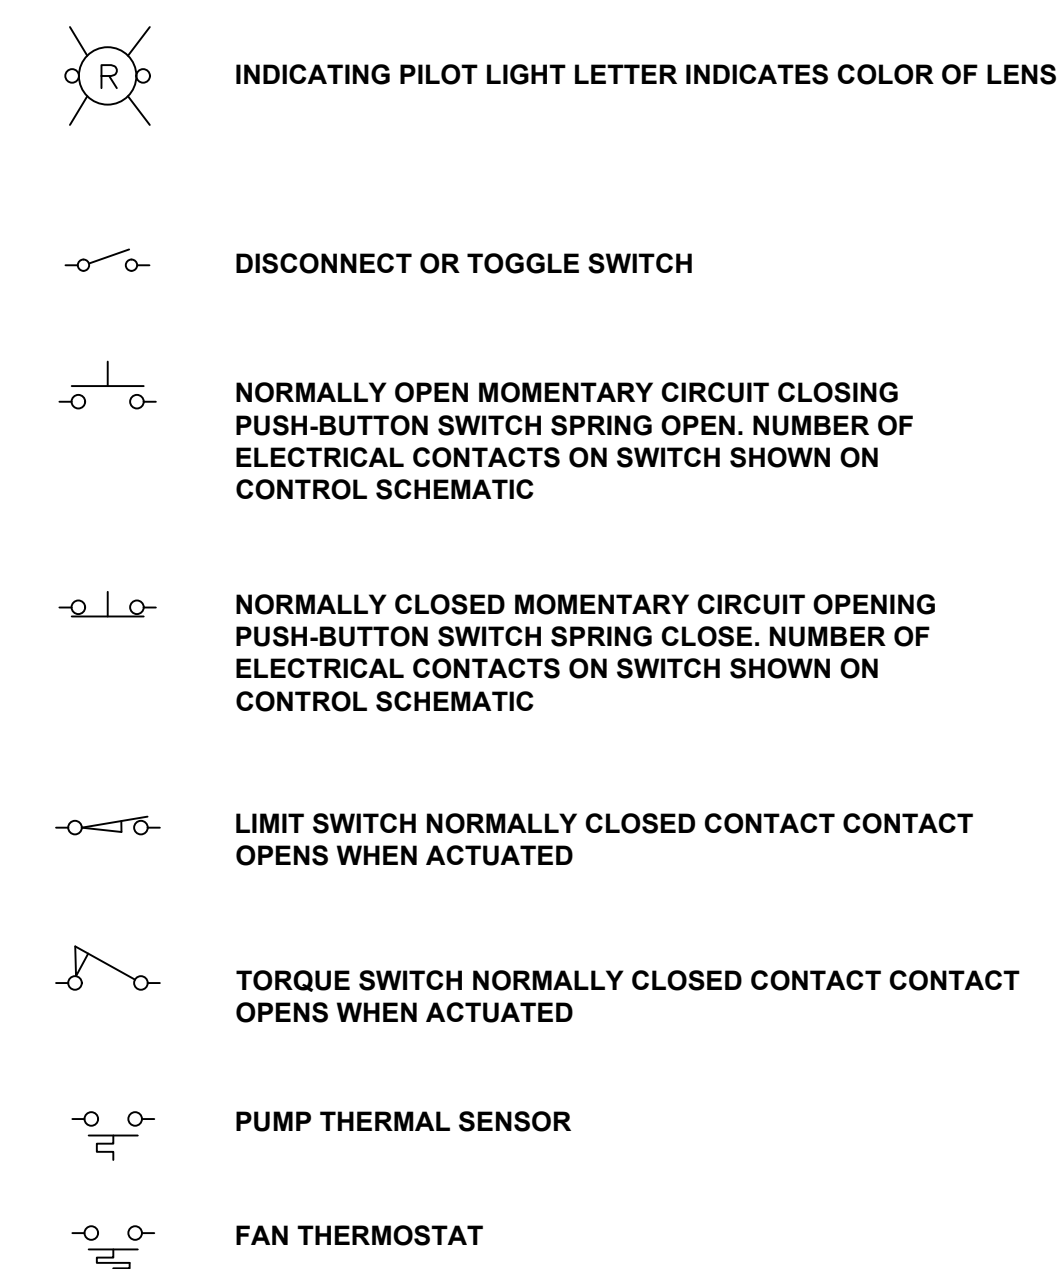 R
INDICATING PILOT LIGHT LETTER INDICATES COLOR OF LENS
DISCONNECT OR TOGGLE SWITCH
NORMALLY OPEN MOMENTARY CIRCUIT CLOSING
PUSH-BUTTON SWITCH SPRING OPEN. NUMBER OF
ELECTRICAL CONTACTS ON SWITCH SHOWN ON
CONTROL SCHEMATIC
NORMALLY CLOSED MOMENTARY CIRCUIT OPENING
PUSH-BUTTON SWITCH SPRING CLOSE. NUMBER OF
ELECTRICAL CONTACTS ON SWITCH SHOWN ON
CONTROL SCHEMATIC
LIMIT SWITCH NORMALLY CLOSED CONTACT CONTACT
OPENS WHEN ACTUATED
TORQUE SWITCH NORMALLY CLOSED CONTACT CONTACT
OPENS WHEN ACTUATED
PUMP THERMAL SENSOR
FAN THERMOSTAT